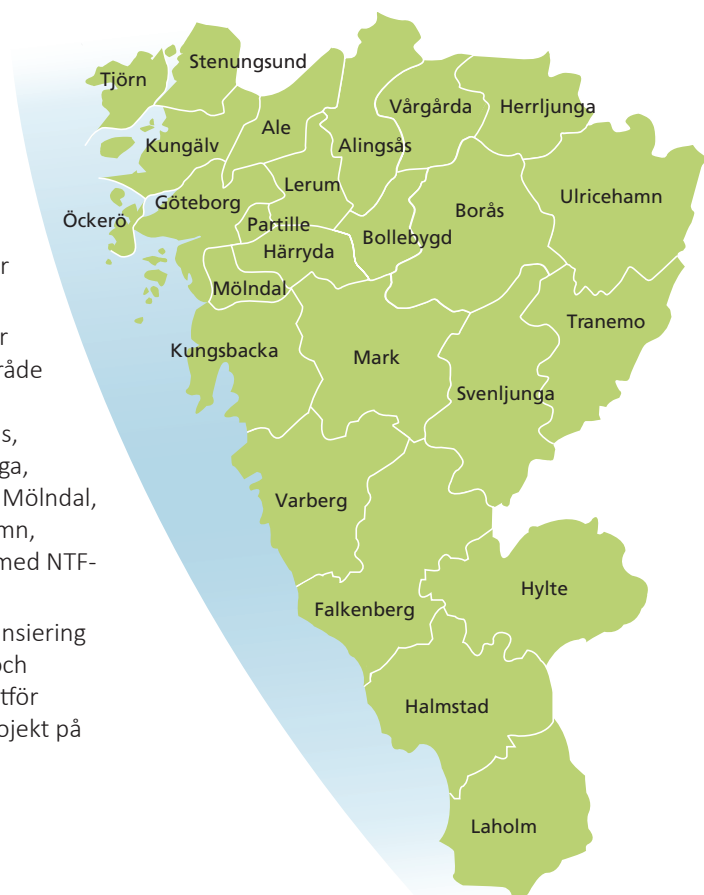 Stenungsund
Tjörn
Vårgårda
Herrljunga
Ale
Kungälv
Alingsås
Lerum
Ulricehamn
Göteborg
Borås
Öckerö
Partille
Bollebygd
Härryda
Mölndal
Tranemo
Kungsbacka
Mark
Svenljunga
Varberg
Hylte
Falkenberg
Halmstad
Laholm
r
r
råde
s,
ga,
Mölndal,
mn,
med NTF-
nsiering
och
tför
ojekt på